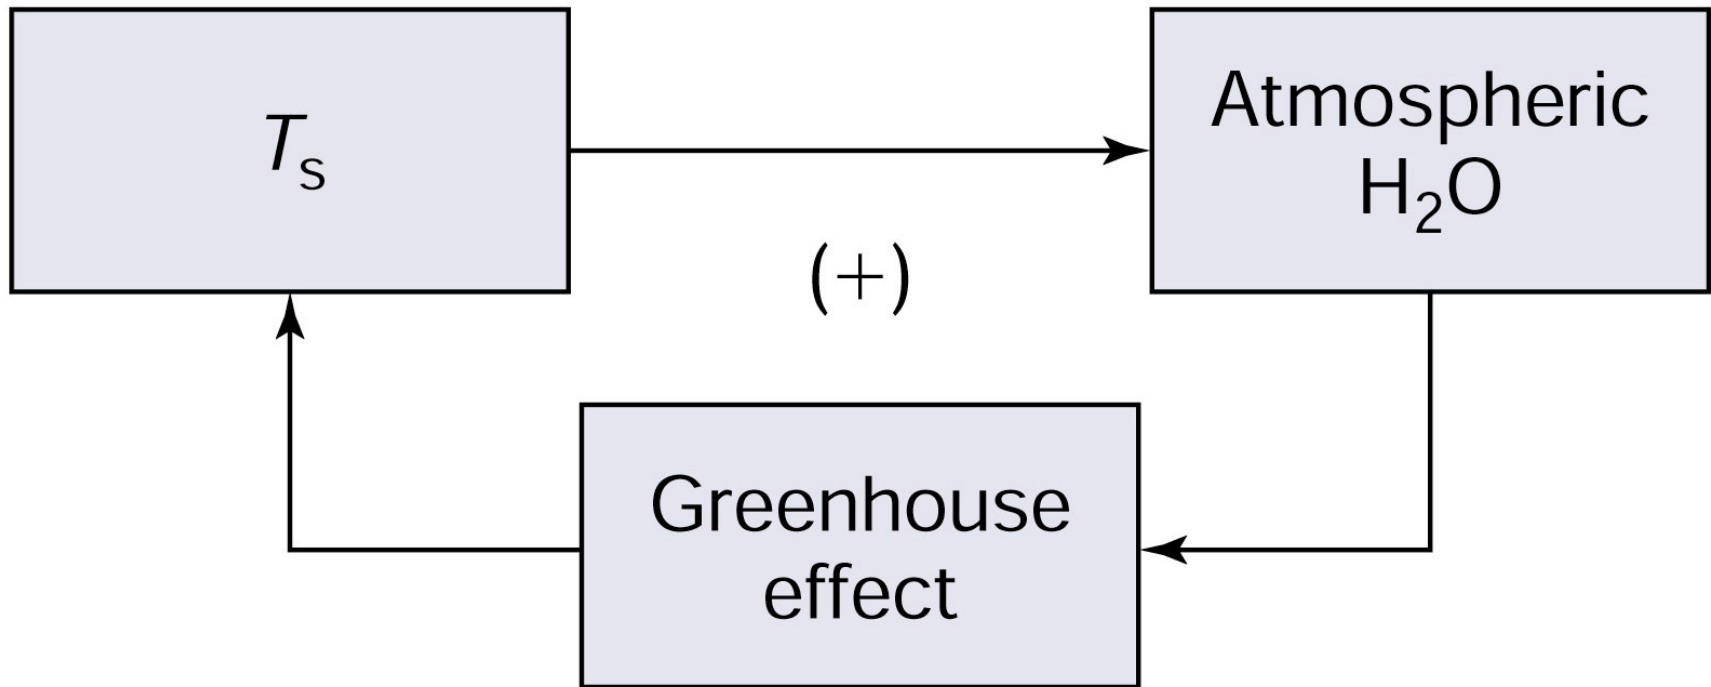 Tₛ
Atmospheric
H₂O
(+)
Greenhouse
effect